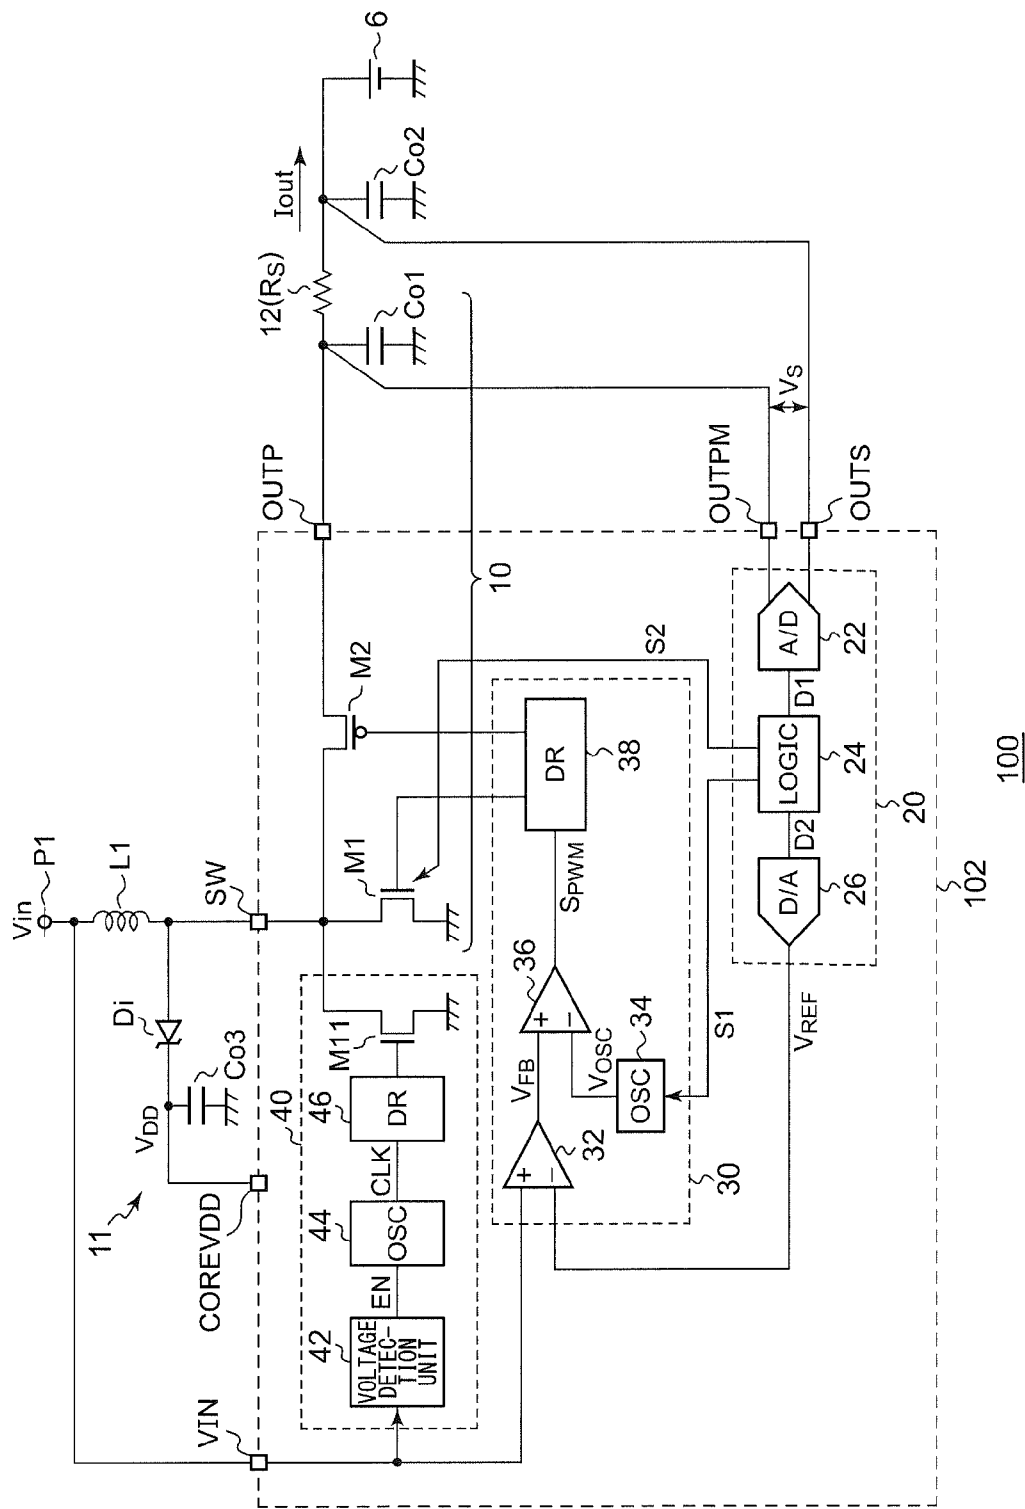 100
Vin
P1
L1
Di
Co3
VDD
11
SW
COREVDD
VIN
OUTP
12(RS)
Iout
Co1
Co2
6
10
M1
M2
M11
40
42
VOLTAGE
DETEC-
TION
UNIT
EN
44
OSC
CLK
46
DR
30
32
+
−
VFB
34
OSC
VOSC
36
+
−
SPWM
38
DR
S1
S2
VREF
20
22
A/D
D1
24
LOGIC
D2
26
D/A
OUTPM
OUTS
VS
102